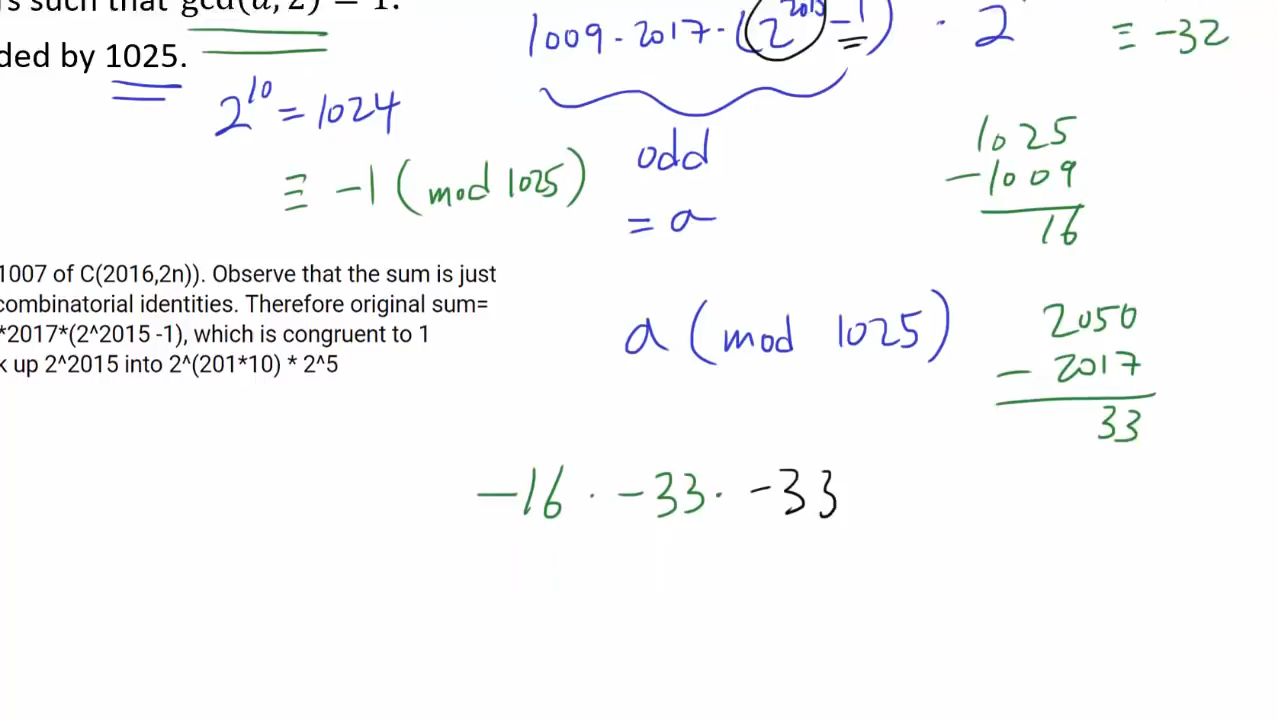 such that gcd(a, 2) = 1.
1009 · 2017 · (2^2015 - 1) · 2
≡ -32
ded by 1025.
2^10 = 1024
≡ -1 (mod 1025)
odd
= a
1025
-1009
16
1007 of C(2016,2n)). Observe that the sum is just
combinatorial identities. Therefore original sum=
*2017*(2^2015 -1), which is congruent to 1
k up 2^2015 into 2^(201*10) * 2^5
a (mod 1025)
2050
- 2017
33
-16 · -33 · -33